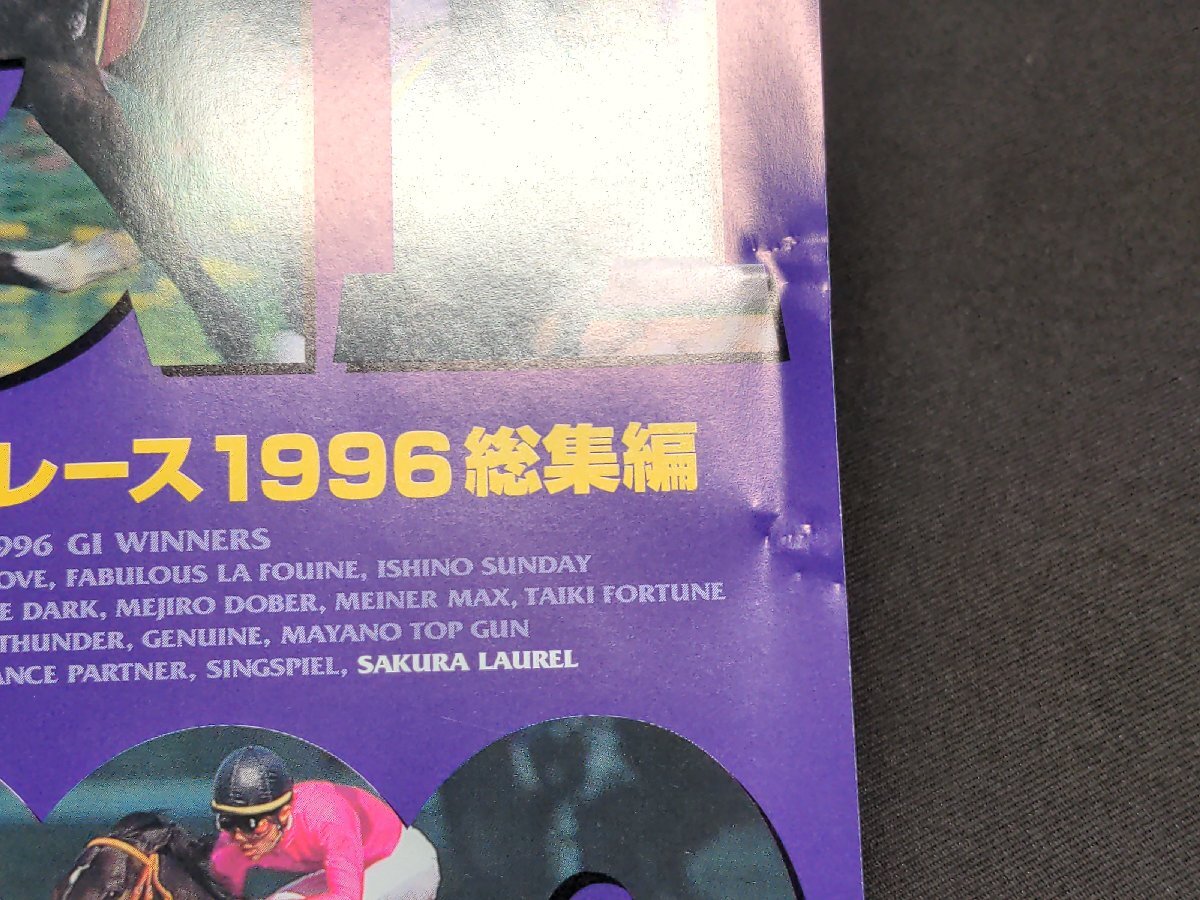 レース1996総集編
996 GI WINNERS
OVE, FABULOUS LA FOUINE, ISHINO SUNDAY
E DARK, MEJIRO DOBER, MEINER MAX, TAIKI FORTUNE
THUNDER, GENUINE, MAYANO TOP GUN
ANCE PARTNER, SINGSPIEL, SAKURA LAUREL